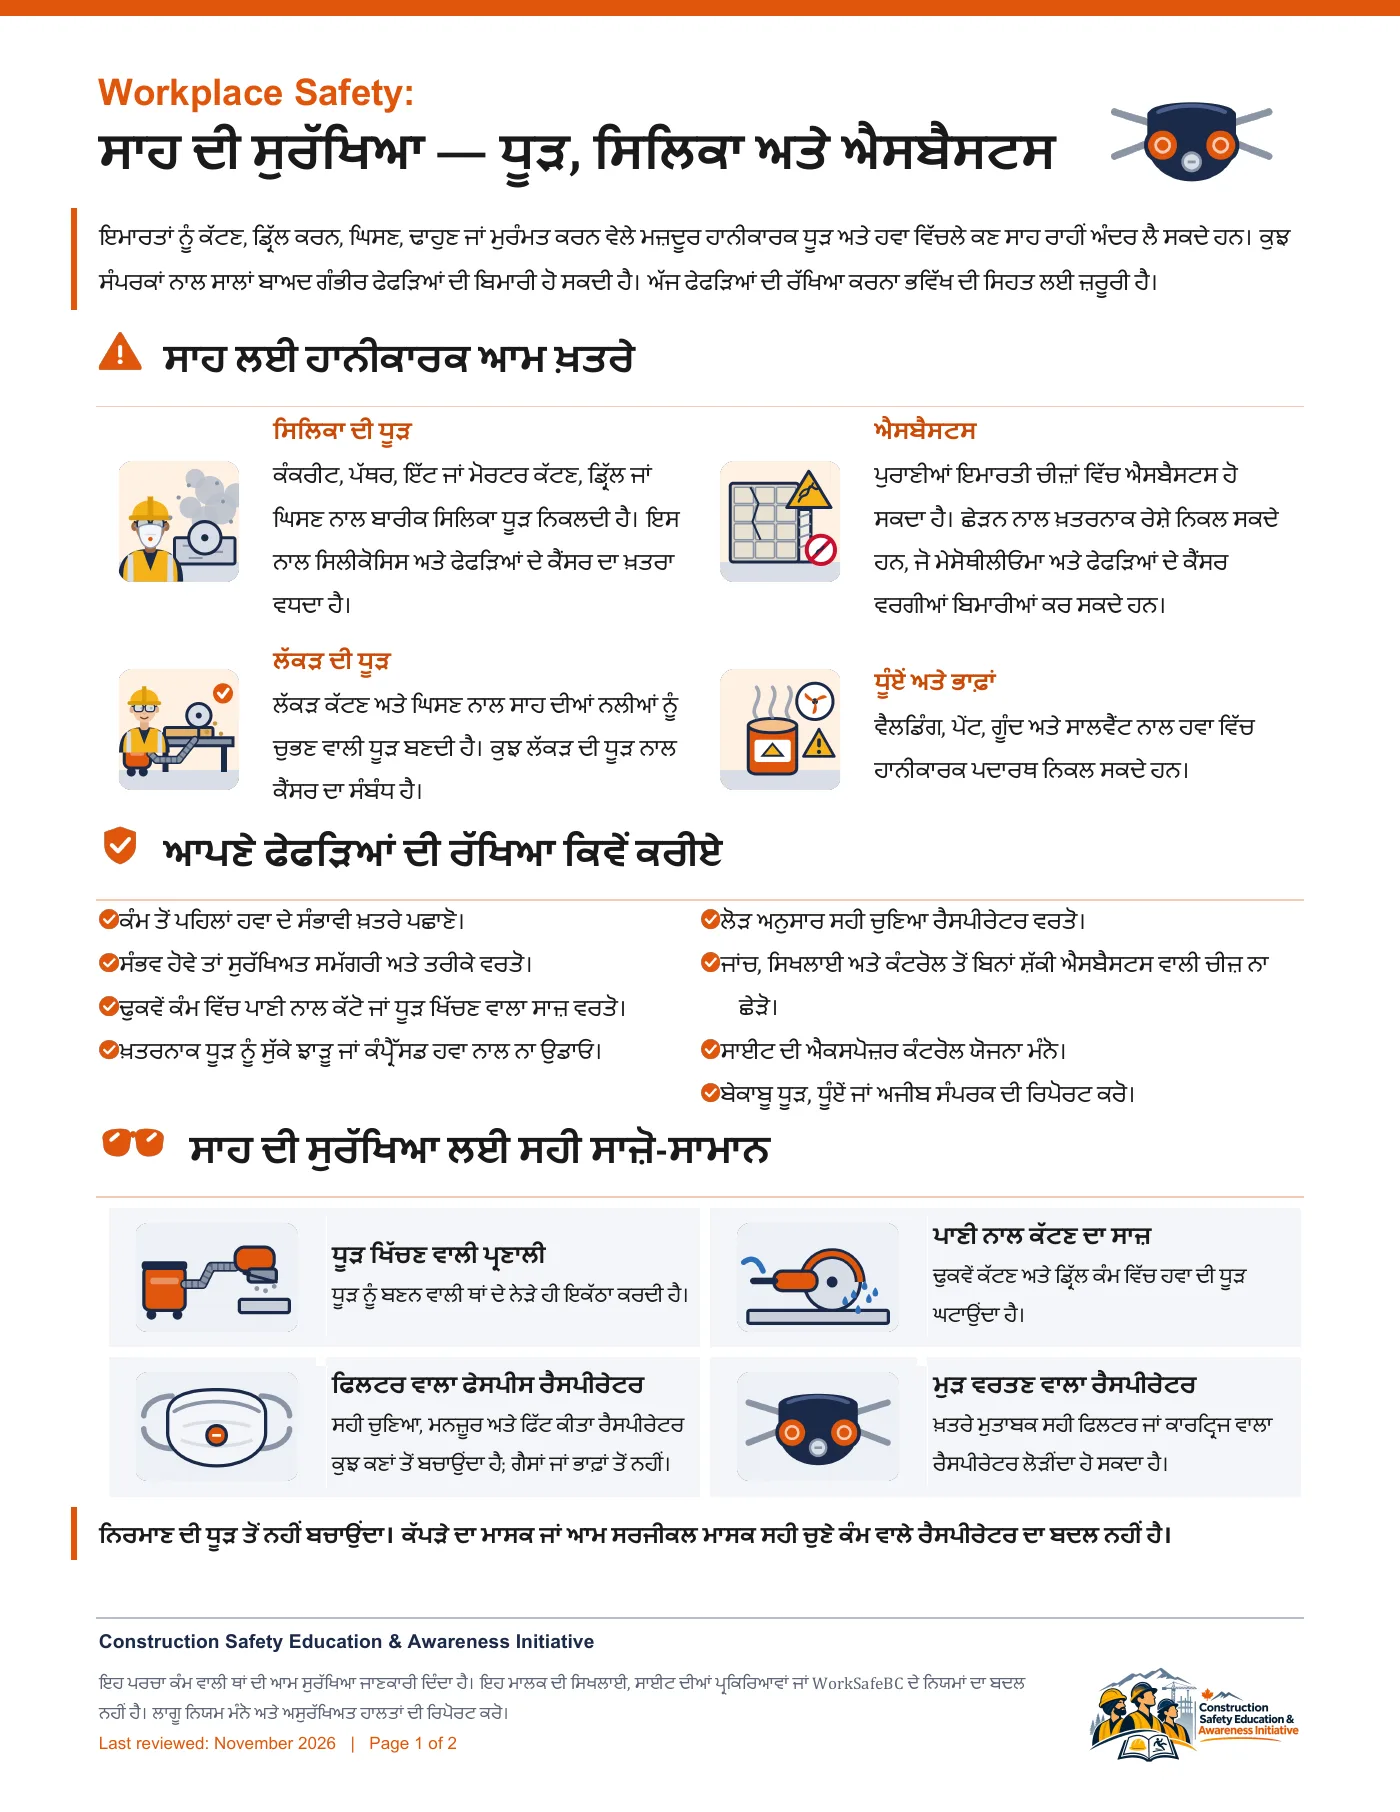 Workplace Safety:
ਸਾਹ ਦੀ ਸੁਰੱਖਿਆ — ਧੂੜ, ਸਿਲਿਕਾ ਅਤੇ ਐਸਬੈਸਟਸ
ਇਮਾਰਤਾਂ ਨੂੰ ਕੱਟਣ, ਡ੍ਰਿੱਲ ਕਰਨ, ਘਿਸਣ, ਢਾਹੁਣ ਜਾਂ ਮੁਰੰਮਤ ਕਰਨ ਵੇਲੇ ਮਜ਼ਦੂਰ ਹਾਨੀਕਾਰਕ ਧੂੜ ਅਤੇ ਹਵਾ ਵਿੱਚਲੇ ਕਣ ਸਾਹ ਰਾਹੀਂ ਅੰਦਰ ਲੈ ਸਕਦੇ ਹਨ। ਕੁਝ
ਸੰਪਰਕਾਂ ਨਾਲ ਸਾਲਾਂ ਬਾਅਦ ਗੰਭੀਰ ਫੇਫੜਿਆਂ ਦੀ ਬਿਮਾਰੀ ਹੋ ਸਕਦੀ ਹੈ। ਅੱਜ ਫੇਫੜਿਆਂ ਦੀ ਰੱਖਿਆ ਕਰਨਾ ਭਵਿੱਖ ਦੀ ਸਿਹਤ ਲਈ ਜ਼ਰੂਰੀ ਹੈ।
ਸਾਹ ਲਈ ਹਾਨੀਕਾਰਕ ਆਮ ਖ਼ਤਰੇ
ਸਿਲਿਕਾ ਦੀ ਧੂੜ
ਕੰਕਰੀਟ, ਪੱਥਰ, ਇੱਟ ਜਾਂ ਮੋਰਟਰ ਕੱਟਣ, ਡ੍ਰਿੱਲ ਜਾਂ
ਘਿਸਣ ਨਾਲ ਬਾਰੀਕ ਸਿਲਿਕਾ ਧੂੜ ਨਿਕਲਦੀ ਹੈ। ਇਸ
ਨਾਲ ਸਿਲੀਕੋਸਿਸ ਅਤੇ ਫੇਫੜਿਆਂ ਦੇ ਕੈਂਸਰ ਦਾ ਖ਼ਤਰਾ
ਵਧਦਾ ਹੈ।
ਐਸਬੈਸਟਸ
ਪੁਰਾਣੀਆਂ ਇਮਾਰਤੀ ਚੀਜ਼ਾਂ ਵਿੱਚ ਐਸਬੈਸਟਸ ਹੋ
ਸਕਦਾ ਹੈ। ਛੇੜਨ ਨਾਲ ਖ਼ਤਰਨਾਕ ਰੇਸ਼ੇ ਨਿਕਲ ਸਕਦੇ
ਹਨ, ਜੋ ਮੇਸੋਥੀਲੀਓਮਾ ਅਤੇ ਫੇਫੜਿਆਂ ਦੇ ਕੈਂਸਰ
ਵਰਗੀਆਂ ਬਿਮਾਰੀਆਂ ਕਰ ਸਕਦੇ ਹਨ।
ਲੱਕੜ ਦੀ ਧੂੜ
ਲੱਕੜ ਕੱਟਣ ਅਤੇ ਘਿਸਣ ਨਾਲ ਸਾਹ ਦੀਆਂ ਨਲੀਆਂ ਨੂੰ
ਚੁਭਣ ਵਾਲੀ ਧੂੜ ਬਣਦੀ ਹੈ। ਕੁਝ ਲੱਕੜ ਦੀ ਧੂੜ ਨਾਲ
ਕੈਂਸਰ ਦਾ ਸੰਬੰਧ ਹੈ।
ਧੂੰਏਂ ਅਤੇ ਭਾਫ਼ਾਂ
ਵੈਲਡਿੰਗ, ਪੇਂਟ, ਗੂੰਦ ਅਤੇ ਸਾਲਵੈਂਟ ਨਾਲ ਹਵਾ ਵਿੱਚ
ਹਾਨੀਕਾਰਕ ਪਦਾਰਥ ਨਿਕਲ ਸਕਦੇ ਹਨ।
ਆਪਣੇ ਫੇਫੜਿਆਂ ਦੀ ਰੱਖਿਆ ਕਿਵੇਂ ਕਰੀਏ
ਕੰਮ ਤੋਂ ਪਹਿਲਾਂ ਹਵਾ ਦੇ ਸੰਭਾਵੀ ਖ਼ਤਰੇ ਪਛਾਣੋ।
ਸੰਭਵ ਹੋਵੇ ਤਾਂ ਸੁਰੱਖਿਅਤ ਸਮੱਗਰੀ ਅਤੇ ਤਰੀਕੇ ਵਰਤੋ।
ਢੁਕਵੇਂ ਕੰਮ ਵਿੱਚ ਪਾਣੀ ਨਾਲ ਕੱਟੋ ਜਾਂ ਧੂੜ ਖਿੱਚਣ ਵਾਲਾ ਸਾਜ਼ ਵਰਤੋ।
ਖ਼ਤਰਨਾਕ ਧੂੜ ਨੂੰ ਸੁੱਕੇ ਝਾੜੂ ਜਾਂ ਕੰਪ੍ਰੈੱਸਡ ਹਵਾ ਨਾਲ ਨਾ ਉਡਾਓ।
ਲੋੜ ਅਨੁਸਾਰ ਸਹੀ ਚੁਣਿਆ ਰੈਸਪੀਰੇਟਰ ਵਰਤੋ।
ਜਾਂਚ, ਸਿਖਲਾਈ ਅਤੇ ਕੰਟਰੋਲ ਤੋਂ ਬਿਨਾਂ ਸ਼ੱਕੀ ਐਸਬੈਸਟਸ ਵਾਲੀ ਚੀਜ਼ ਨਾ
ਛੇੜੋ।
ਸਾਈਟ ਦੀ ਐਕਸਪੋਜ਼ਰ ਕੰਟਰੋਲ ਯੋਜਨਾ ਮੰਨੋ।
ਬੇਕਾਬੂ ਧੂੜ, ਧੂੰਏਂ ਜਾਂ ਅਜੀਬ ਸੰਪਰਕ ਦੀ ਰਿਪੋਰਟ ਕਰੋ।
ਸਾਹ ਦੀ ਸੁਰੱਖਿਆ ਲਈ ਸਹੀ ਸਾਜ਼ੋ-ਸਾਮਾਨ
ਧੂੜ ਖਿੱਚਣ ਵਾਲੀ ਪ੍ਰਣਾਲੀ
ਧੂੜ ਨੂੰ ਬਣਨ ਵਾਲੀ ਥਾਂ ਦੇ ਨੇੜੇ ਹੀ ਇਕੱਠਾ ਕਰਦੀ ਹੈ।
ਪਾਣੀ ਨਾਲ ਕੱਟਣ ਦਾ ਸਾਜ਼
ਢੁਕਵੇਂ ਕੱਟਣ ਅਤੇ ਡ੍ਰਿੱਲ ਕੰਮ ਵਿੱਚ ਹਵਾ ਦੀ ਧੂੜ
ਘਟਾਉਂਦਾ ਹੈ।
ਫਿਲਟਰ ਵਾਲਾ ਫੇਸਪੀਸ ਰੈਸਪੀਰੇਟਰ
ਸਹੀ ਚੁਣਿਆ, ਮਨਜ਼ੂਰ ਅਤੇ ਫਿੱਟ ਕੀਤਾ ਰੈਸਪੀਰੇਟਰ
ਕੁਝ ਕਣਾਂ ਤੋਂ ਬਚਾਉਂਦਾ ਹੈ; ਗੈਸਾਂ ਜਾਂ ਭਾਫ਼ਾਂ ਤੋਂ ਨਹੀਂ।
ਮੁੜ ਵਰਤਣ ਵਾਲਾ ਰੈਸਪੀਰੇਟਰ
ਖ਼ਤਰੇ ਮੁਤਾਬਕ ਸਹੀ ਫਿਲਟਰ ਜਾਂ ਕਾਰਟ੍ਰਿਜ ਵਾਲਾ
ਰੈਸਪੀਰੇਟਰ ਲੋੜੀਂਦਾ ਹੋ ਸਕਦਾ ਹੈ।
ਨਿਰਮਾਣ ਦੀ ਧੂੜ ਤੋਂ ਨਹੀਂ ਬਚਾਉਂਦਾ। ਕੱਪੜੇ ਦਾ ਮਾਸਕ ਜਾਂ ਆਮ ਸਰਜੀਕਲ ਮਾਸਕ ਸਹੀ ਚੁਣੇ ਕੰਮ ਵਾਲੇ ਰੈਸਪੀਰੇਟਰ ਦਾ ਬਦਲ ਨਹੀਂ ਹੈ।
Construction Safety Education & Awareness Initiative
ਇਹ ਪਰਚਾ ਕੰਮ ਵਾਲੀ ਥਾਂ ਦੀ ਆਮ ਸੁਰੱਖਿਆ ਜਾਣਕਾਰੀ ਦਿੰਦਾ ਹੈ। ਇਹ ਮਾਲਕ ਦੀ ਸਿਖਲਾਈ, ਸਾਈਟ ਦੀਆਂ ਪ੍ਰਕਿਰਿਆਵਾਂ ਜਾਂ WorkSafeBC ਦੇ ਨਿਯਮਾਂ ਦਾ ਬਦਲ
ਨਹੀਂ ਹੈ। ਲਾਗੂ ਨਿਯਮ ਮੰਨੋ ਅਤੇ ਅਸੁਰੱਖਿਅਤ ਹਾਲਤਾਂ ਦੀ ਰਿਪੋਰਟ ਕਰੋ।
Last reviewed: November 2026 | Page 1 of 2
Construction
Safety Education &
Awareness Initiative